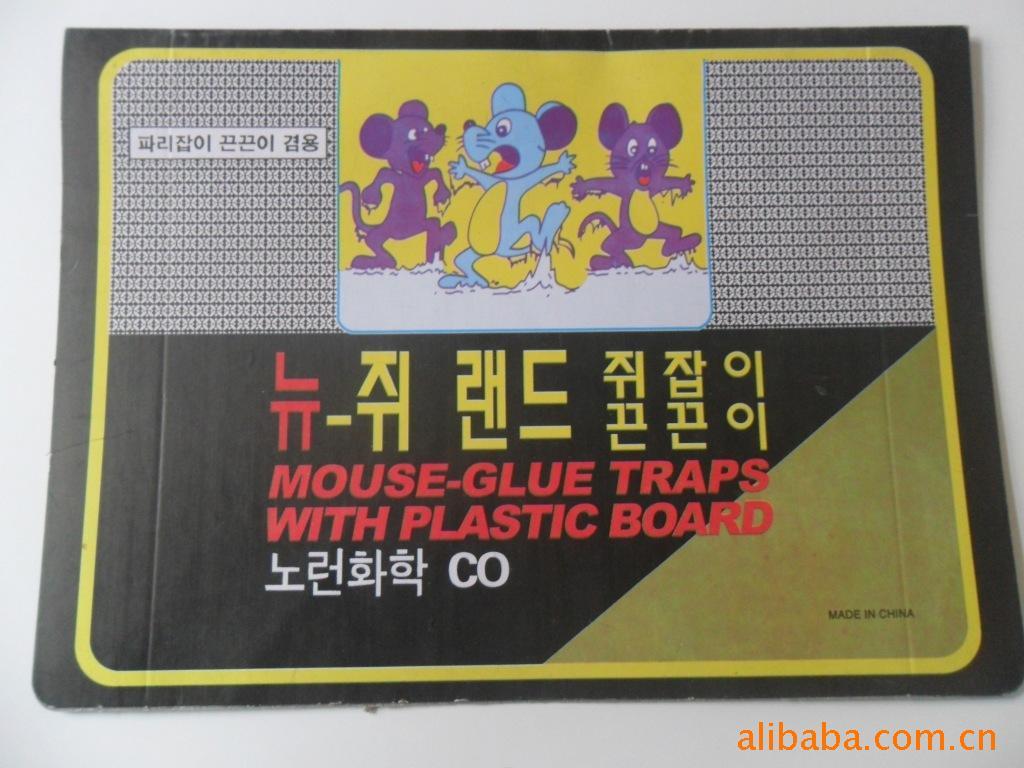 파리잡이 끈끈이 겸용
뉴-쥐 랜드 쥐잡이 끈끈이
MOUSE-GLUE TRAPS
WITH PLASTIC BOARD
노런화학 CO
MADE IN CHINA
alibaba.com.cn